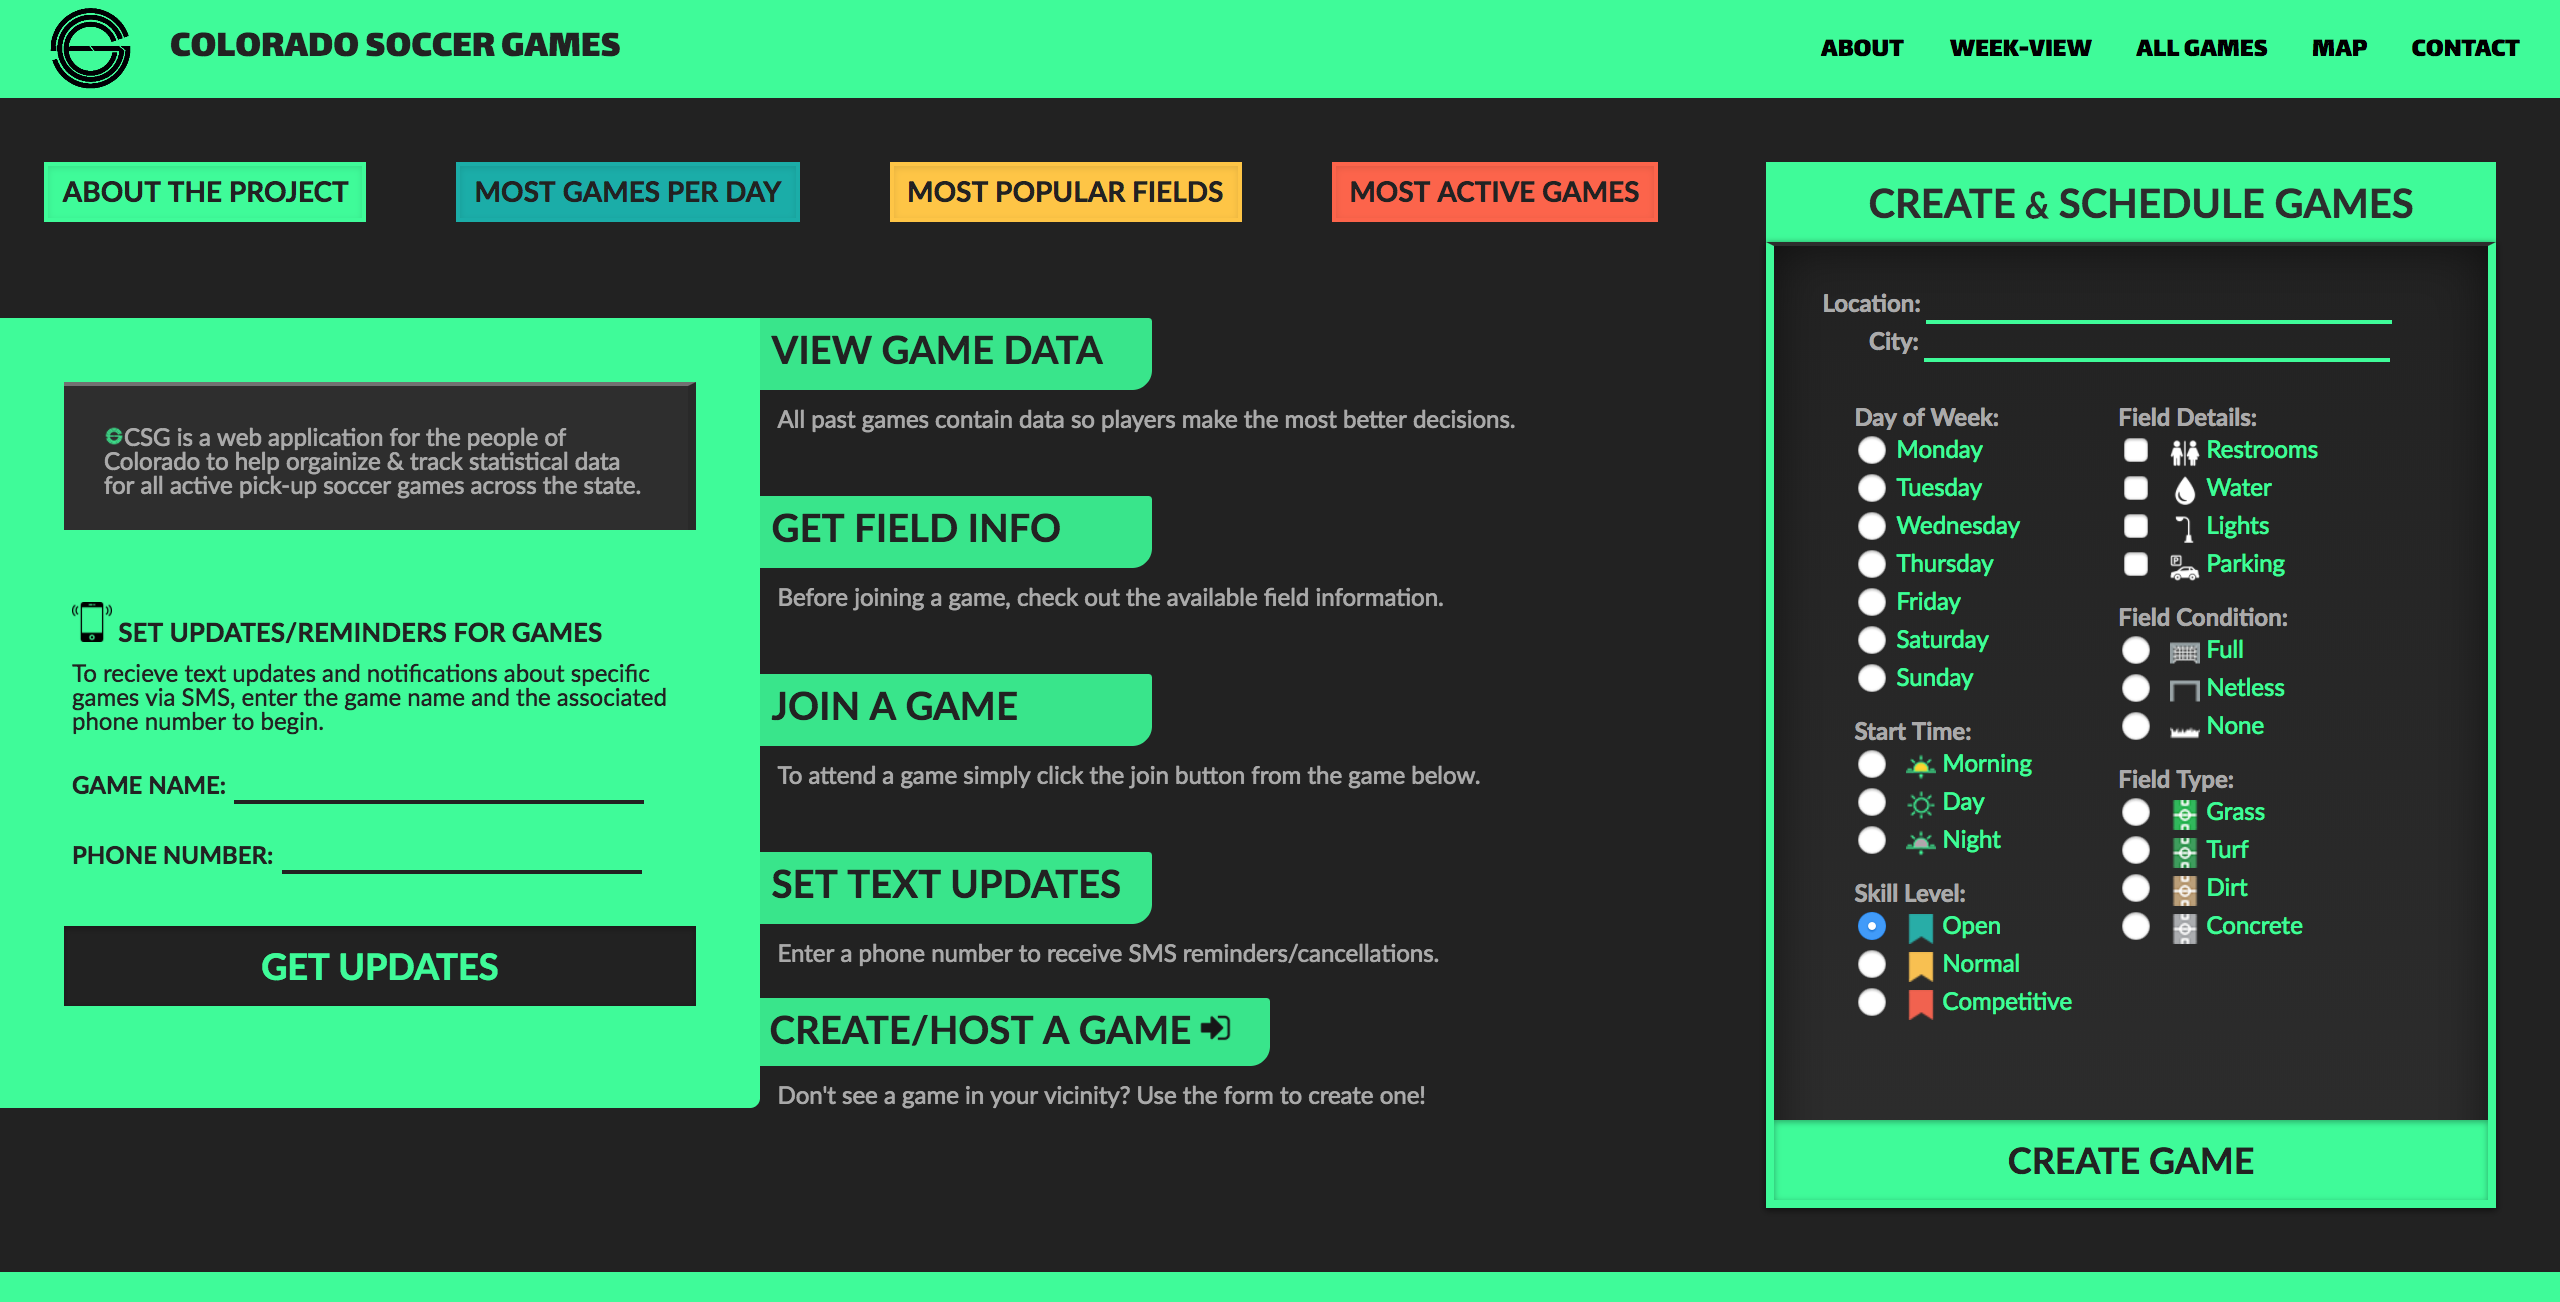 COLORADO SOCCER GAMES
ABOUT
WEEK-VIEW
ALL GAMES
MAP
CONTACT
ABOUT THE PROJECT
MOST GAMES PER DAY
MOST POPULAR FIELDS
MOST ACTIVE GAMES
CSG is a web application for the people of
Colorado to help orgainize & track statistical data
for all active pick-up soccer games across the state.
SET UPDATES/REMINDERS FOR GAMES
To recieve text updates and notifications about specific
games via SMS, enter the game name and the associated
phone number to begin.
GAME NAME:
PHONE NUMBER:
GET UPDATES
VIEW GAME DATA
All past games contain data so players make the most better decisions.
GET FIELD INFO
Before joining a game, check out the available field information.
JOIN A GAME
To attend a game simply click the join button from the game below.
SET TEXT UPDATES
Enter a phone number to receive SMS reminders/cancellations.
CREATE/HOST A GAME
Don't see a game in your vicinity? Use the form to create one!
CREATE & SCHEDULE GAMES
Location:
City:
Day of Week:
Monday
Tuesday
Wednesday
Thursday
Friday
Saturday
Sunday
Start Time:
Morning
Day
Night
Skill Level:
Open
Normal
Competitive
Field Details:
Restrooms
Water
Lights
P
Parking
Field Condition:
Full
Netless
None
Field Type:
Grass
Turf
Dirt
Concrete
CREATE GAME